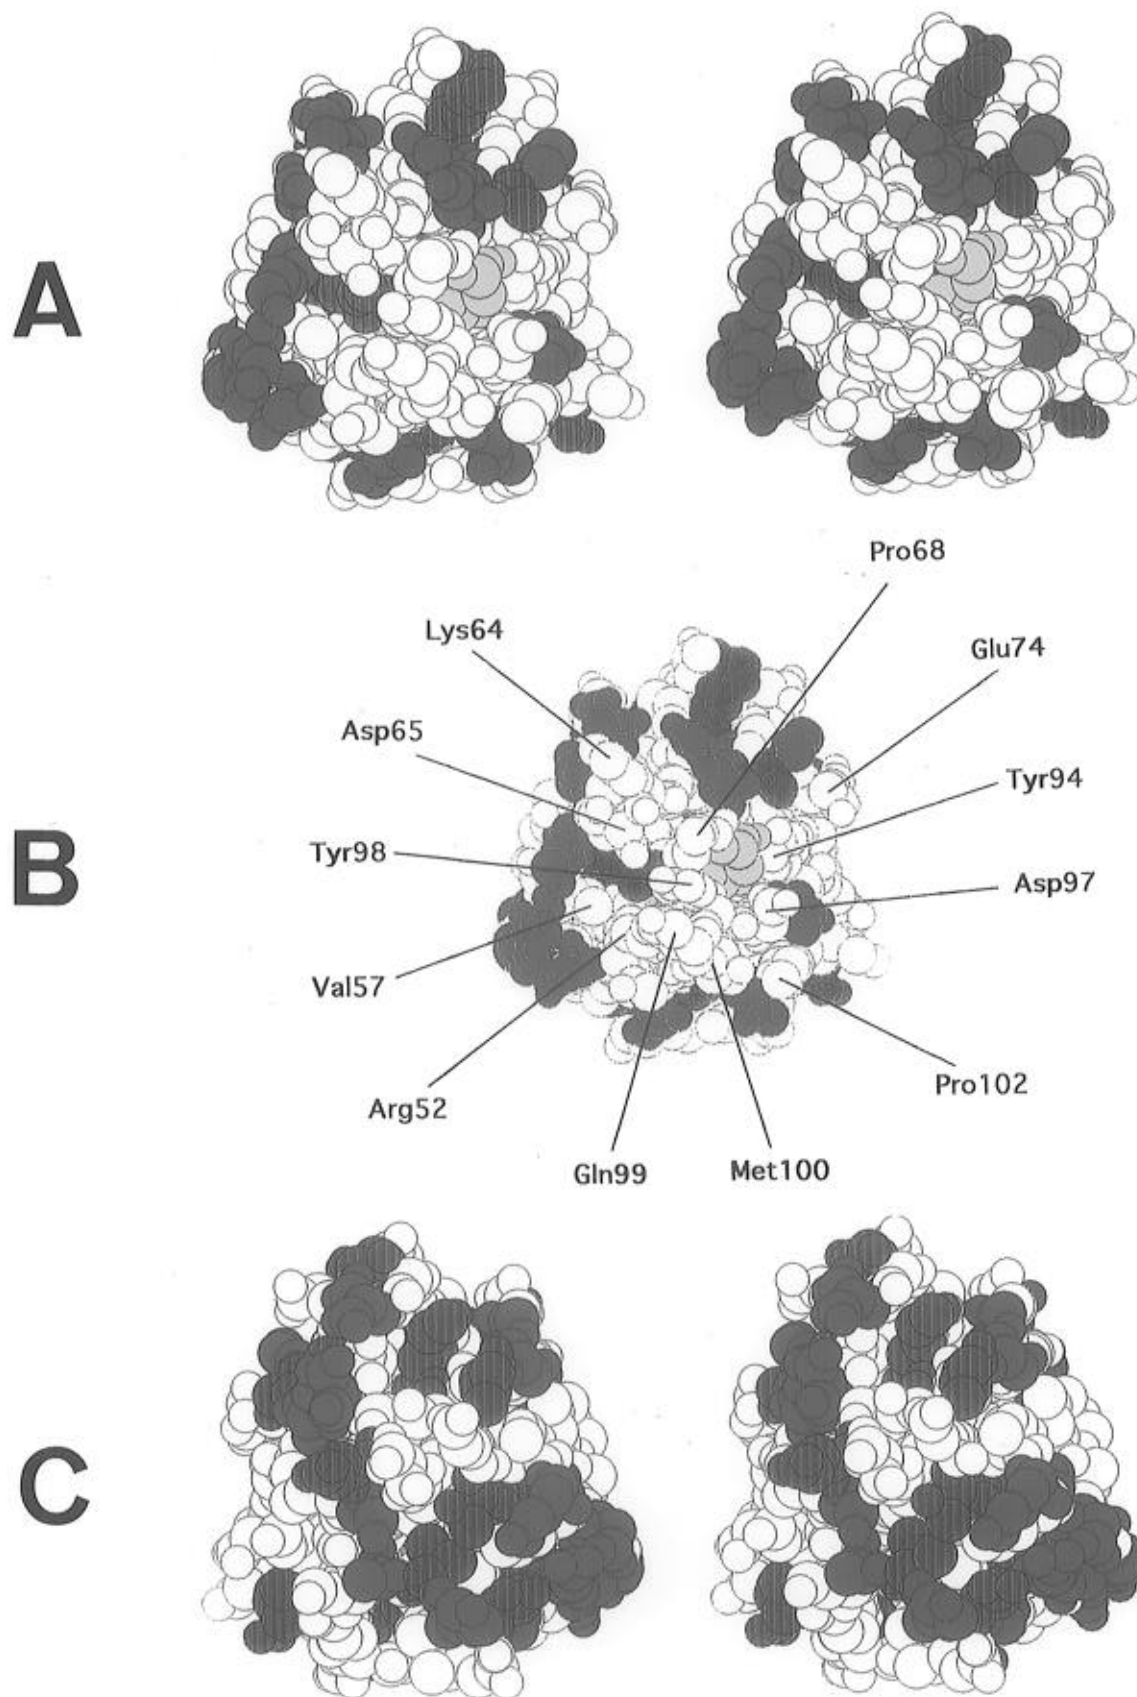 A
Pro68
Lys64
Glu74
Asp65
Tyr94
B
Tyr98
Asp97
Val57
Pro102
Arg52
Gln99
Met100
C